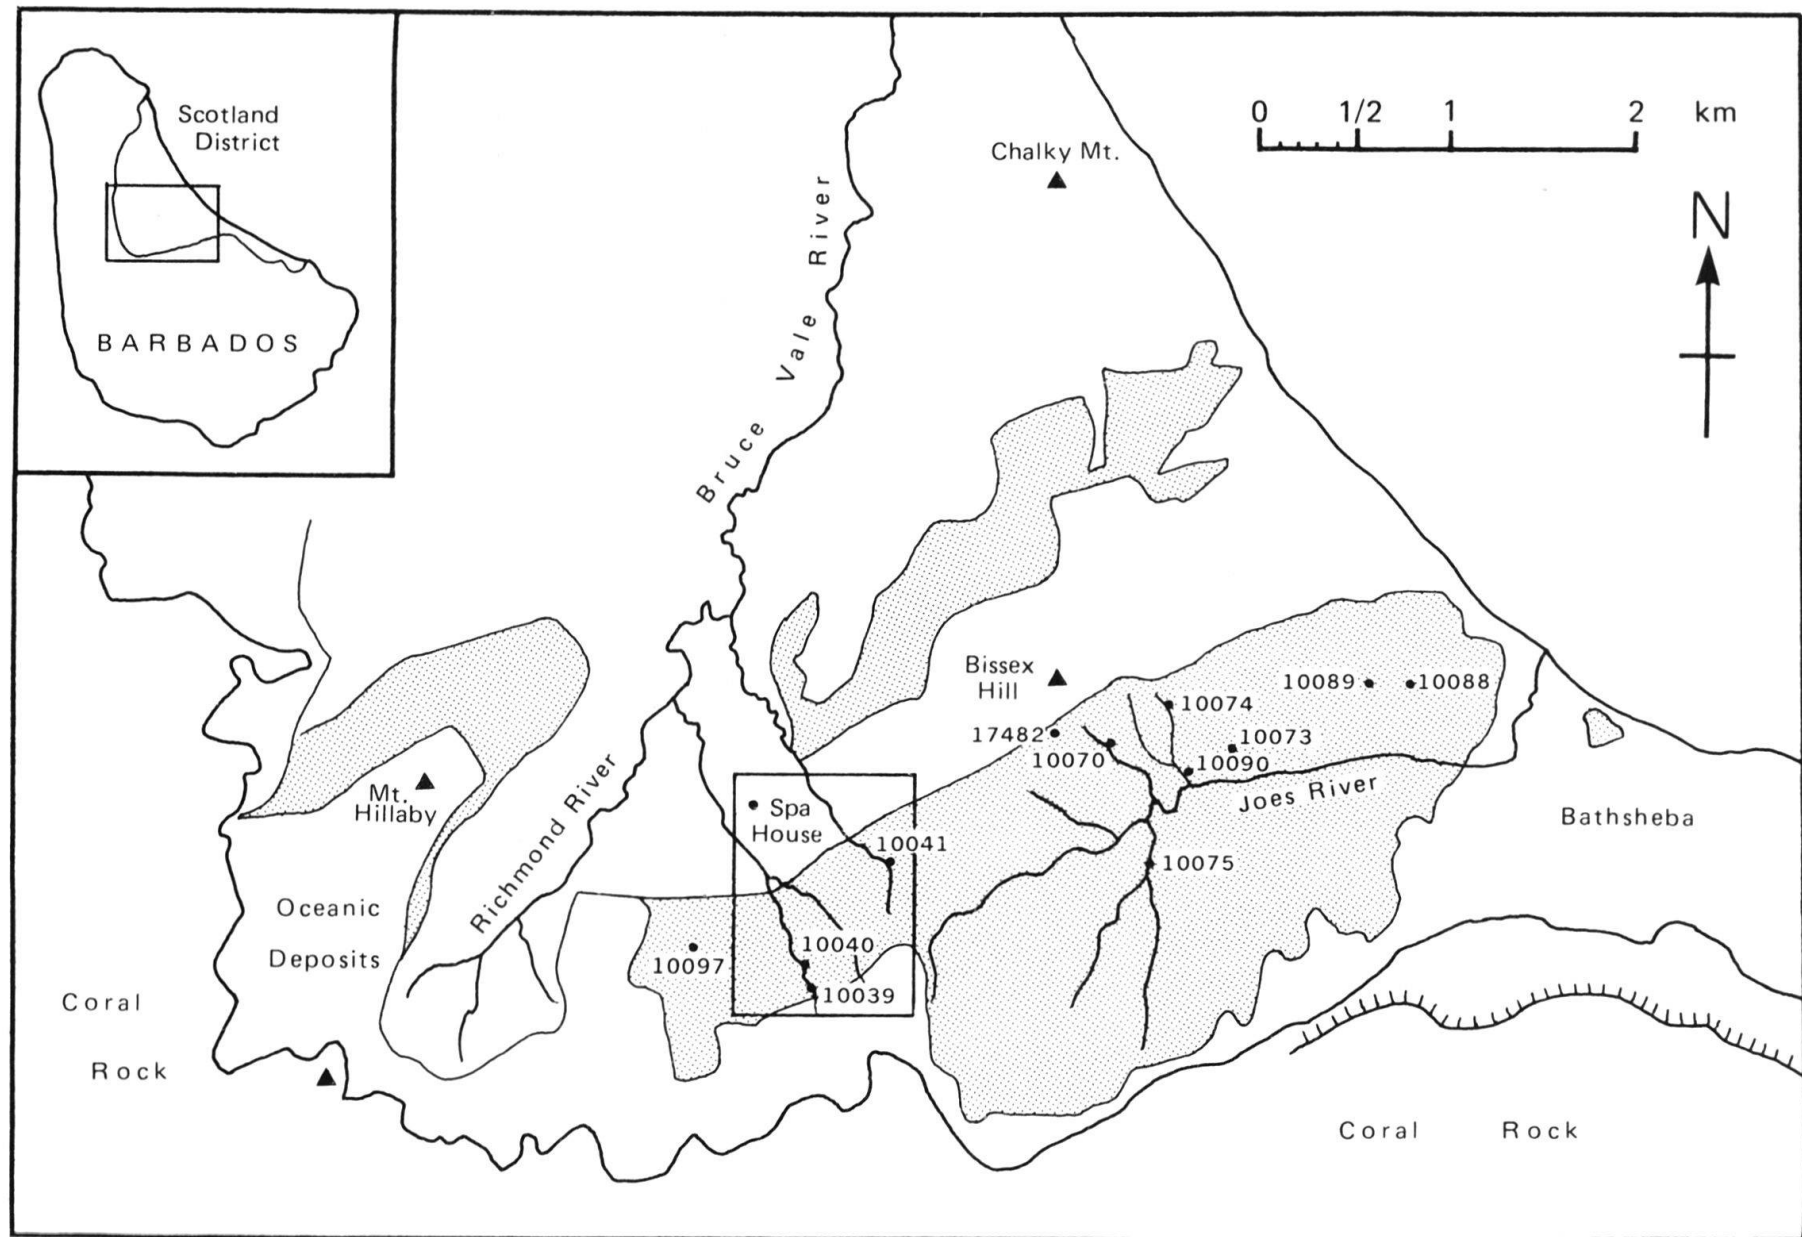 Scotland
District
BARBADOS
0 1/2 1 2 km
Chalky Mt.
N
Bruce Vale River
Bissex
Hill
10089
10088
10074
17482
10073
10070
10090
Joes River
Mt.
Hillaby
Richmond River
Spa
House
10041
Bathsheba
10075
Oceanic
Deposits
10040
10097
10039
Coral
Rock
Coral Rock